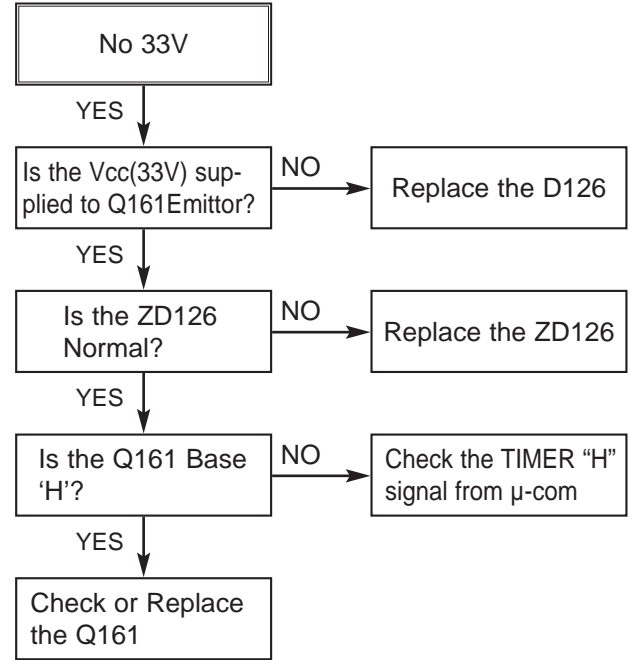 No 33V
YES
Is the Vcc(33V) sup-
plied to Q161Emittor?
NO
Replace the D126
YES
Is the ZD126
Normal?
NO
Replace the ZD126
YES
Is the Q161 Base
‘H’?
NO
Check the TIMER “H”
signal from µ-com
YES
Check or Replace
the Q161